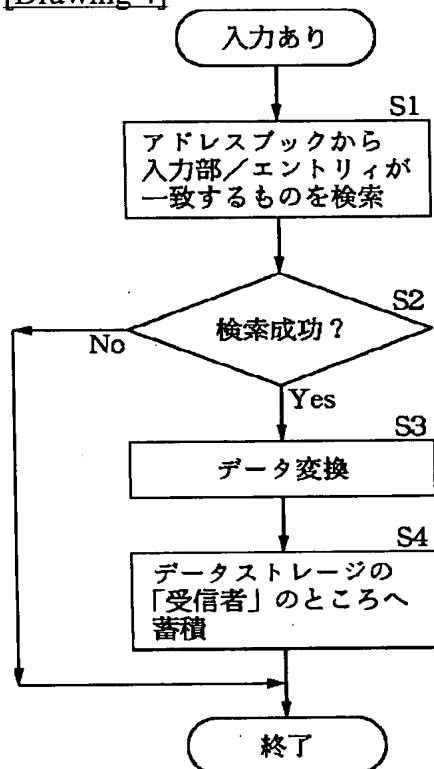 [Drawing 4]
入力あり
S1
アドレスブックから
入力部／エントリィが
一致するものを検索
S2
検索成功？
No
Yes
S3
データ変換
S4
データストレージの
「受信者」のところへ
蓄積
終了